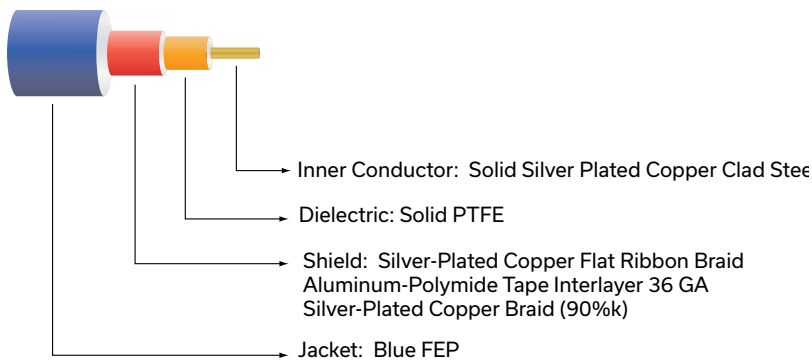 Inner Conductor: Solid Silver Plated Copper Clad Stee
Dielectric: Solid PTFE
Shield: Silver-Plated Copper Flat Ribbon Braid
Aluminum-Polymide Tape Interlayer 36 GA
Silver-Plated Copper Braid (90%k)
Jacket: Blue FEP